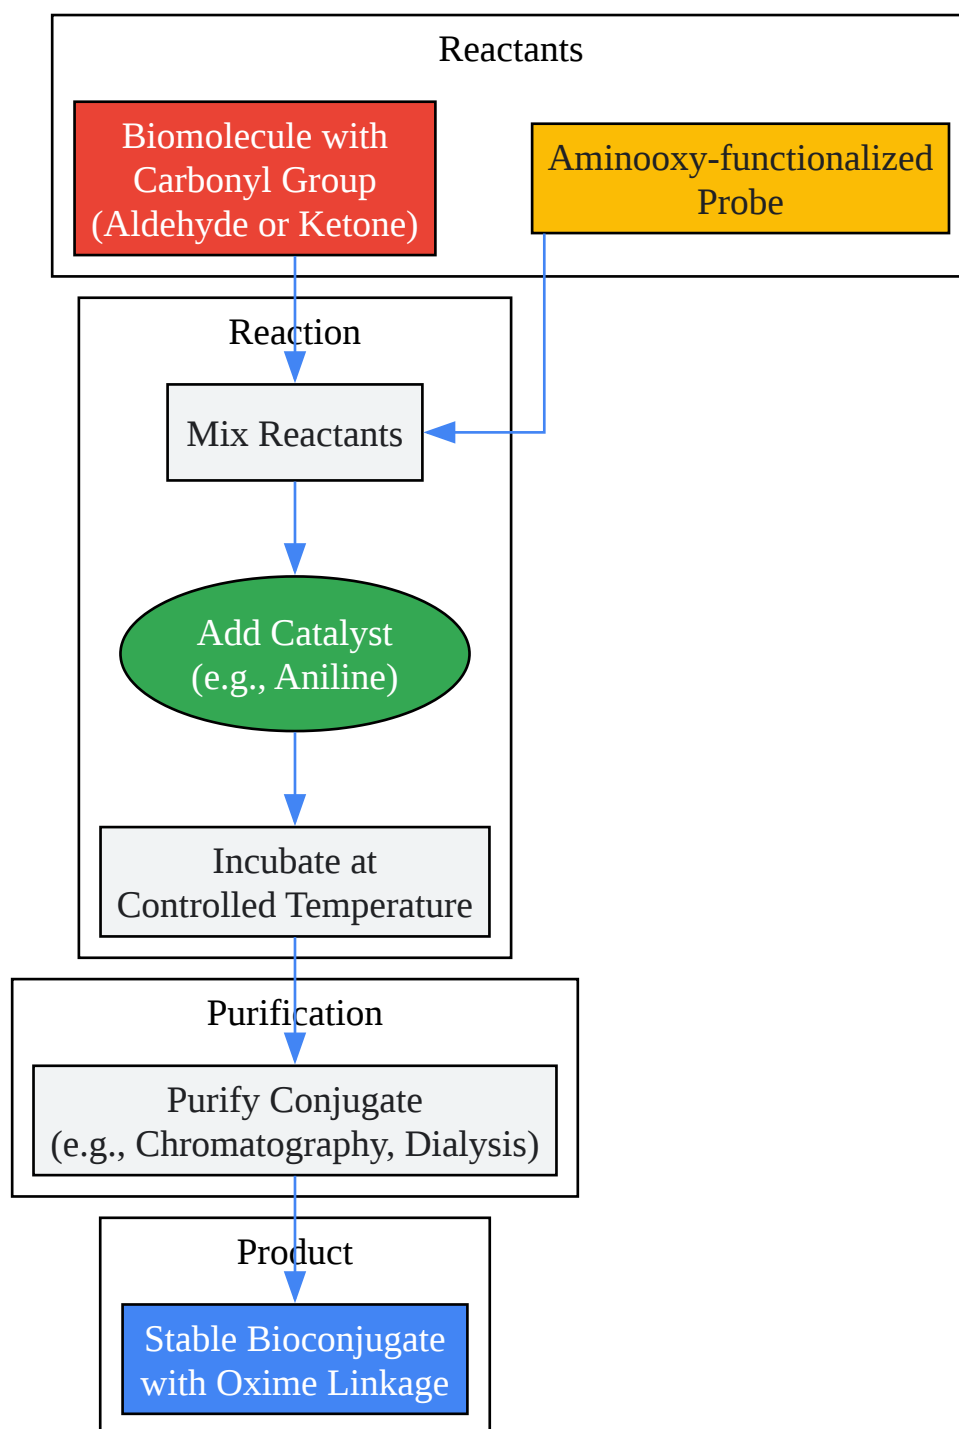 Reactants
Biomolecule with
Carbonyl Group
(Aldehyde or Ketone)
Aminooxy-functionalized
Probe
Reaction
Mix Reactants
Add Catalyst
(e.g., Aniline)
Incubate at
Controlled Temperature
Purification
Purify Conjugate
(e.g., Chromatography, Dialysis)
Product
Stable Bioconjugate
with Oxime Linkage